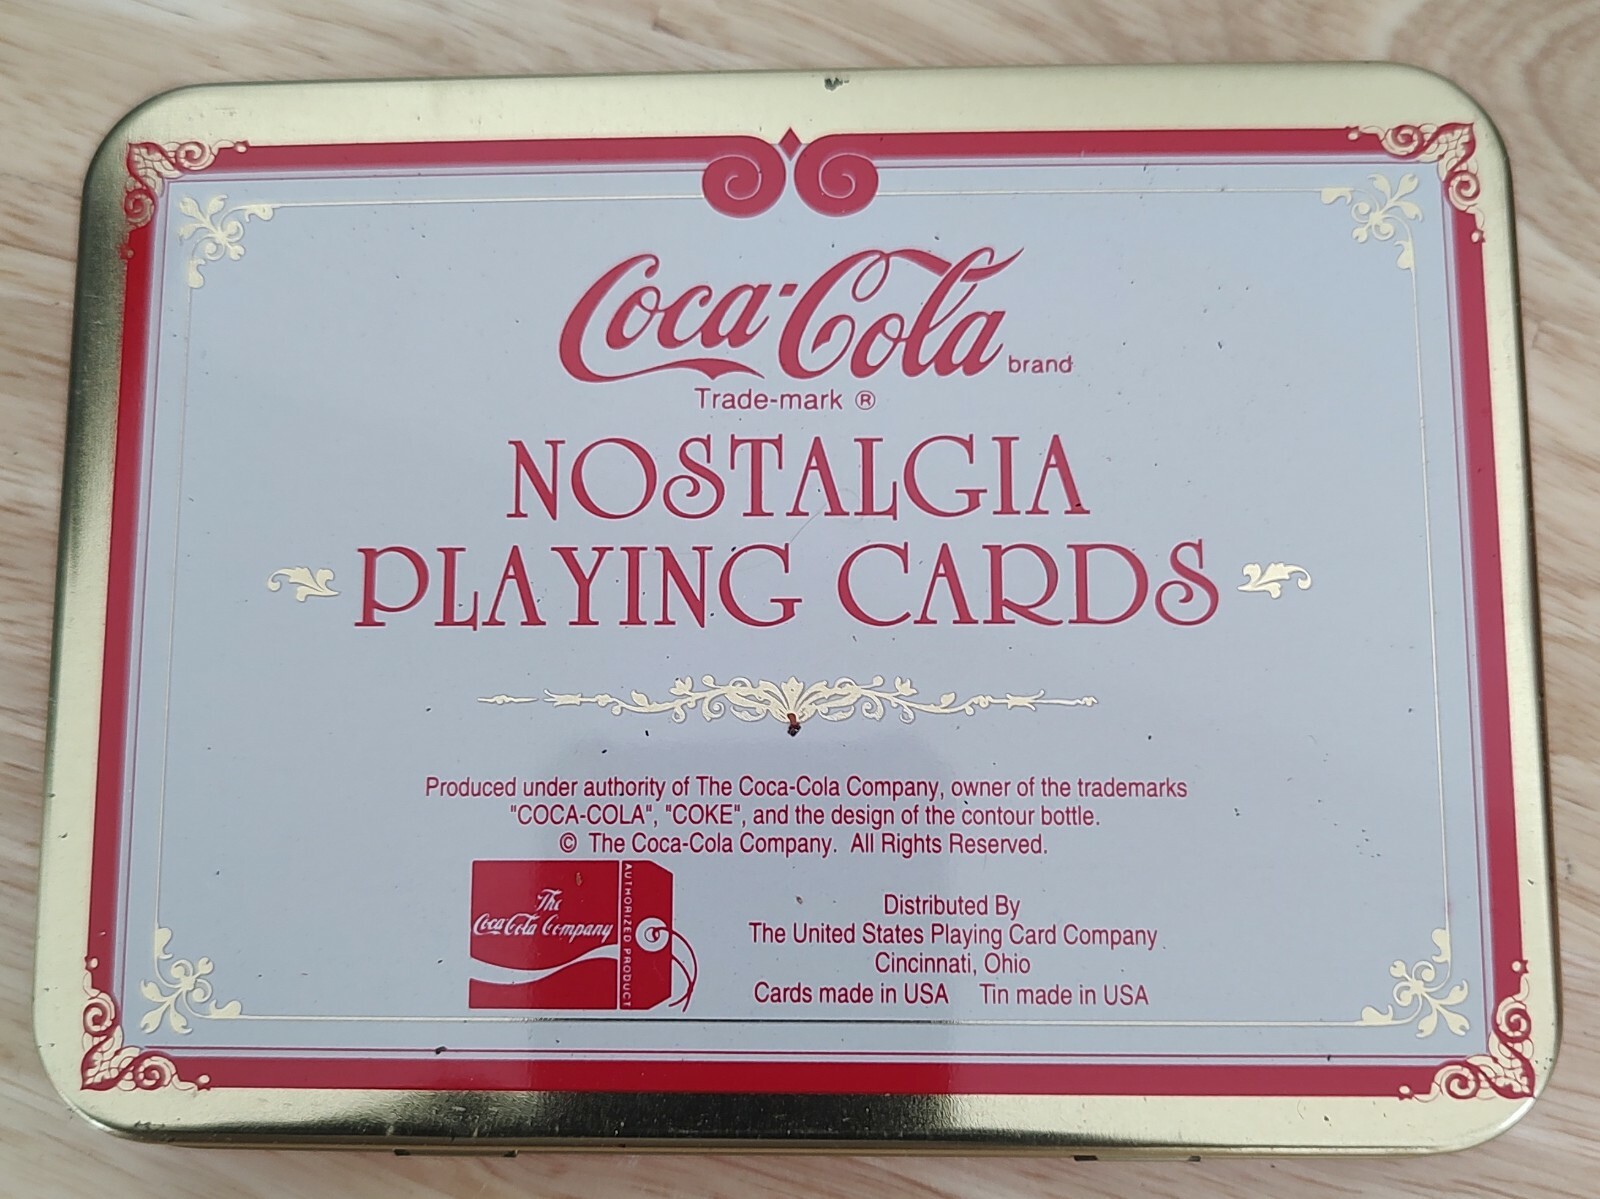 Coca-Cola brand
Trade-mark ®
NOSTALGIA
PLAYING CARDS
Produced under authority of The Coca-Cola Company, owner of the trademarks
"COCA-COLA", "COKE", and the design of the contour bottle.
© The Coca-Cola Company. All Rights Reserved.
The
Coca-Cola Company
AUTHORIZED PRODUCT
Distributed By
The United States Playing Card Company
Cincinnati, Ohio
Cards made in USA Tin made in USA